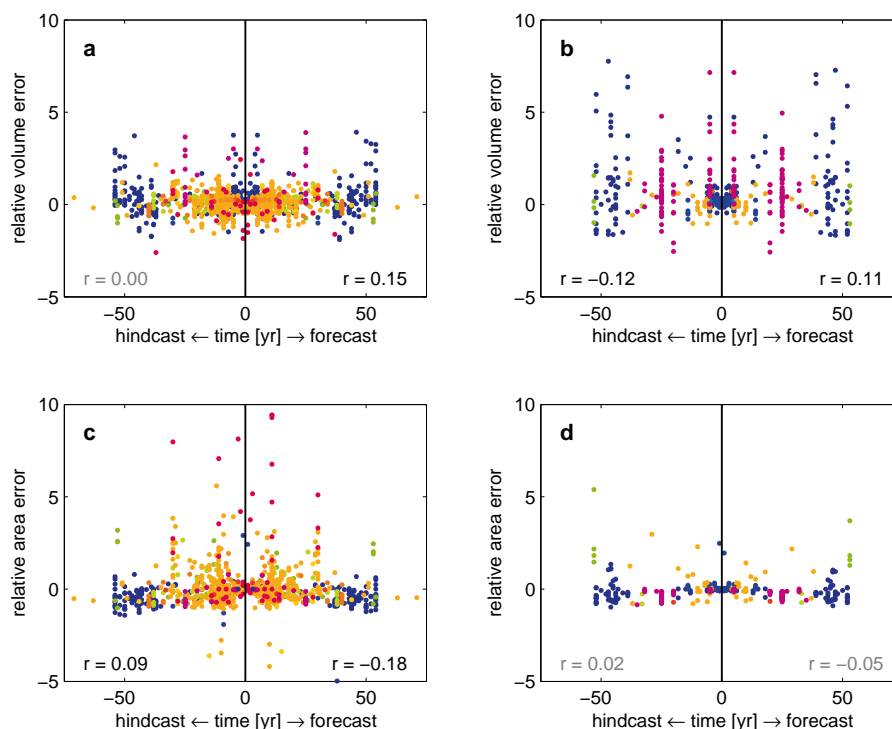 a
b
10
5
0
−5
relative volume error
r = 0.00
r = 0.15
−50
0
50
hindcast ← time [yr] → forecast
10
5
0
−5
relative volume error
r = −0.12
r = 0.11
−50
0
50
hindcast ← time [yr] → forecast
c
d
10
5
0
−5
relative area error
r = 0.09
r = −0.18
−50
0
50
hindcast ← time [yr] → forecast
10
5
0
−5
relative area error
r = 0.02
r = −0.05
−50
0
50
hindcast ← time [yr] → forecast